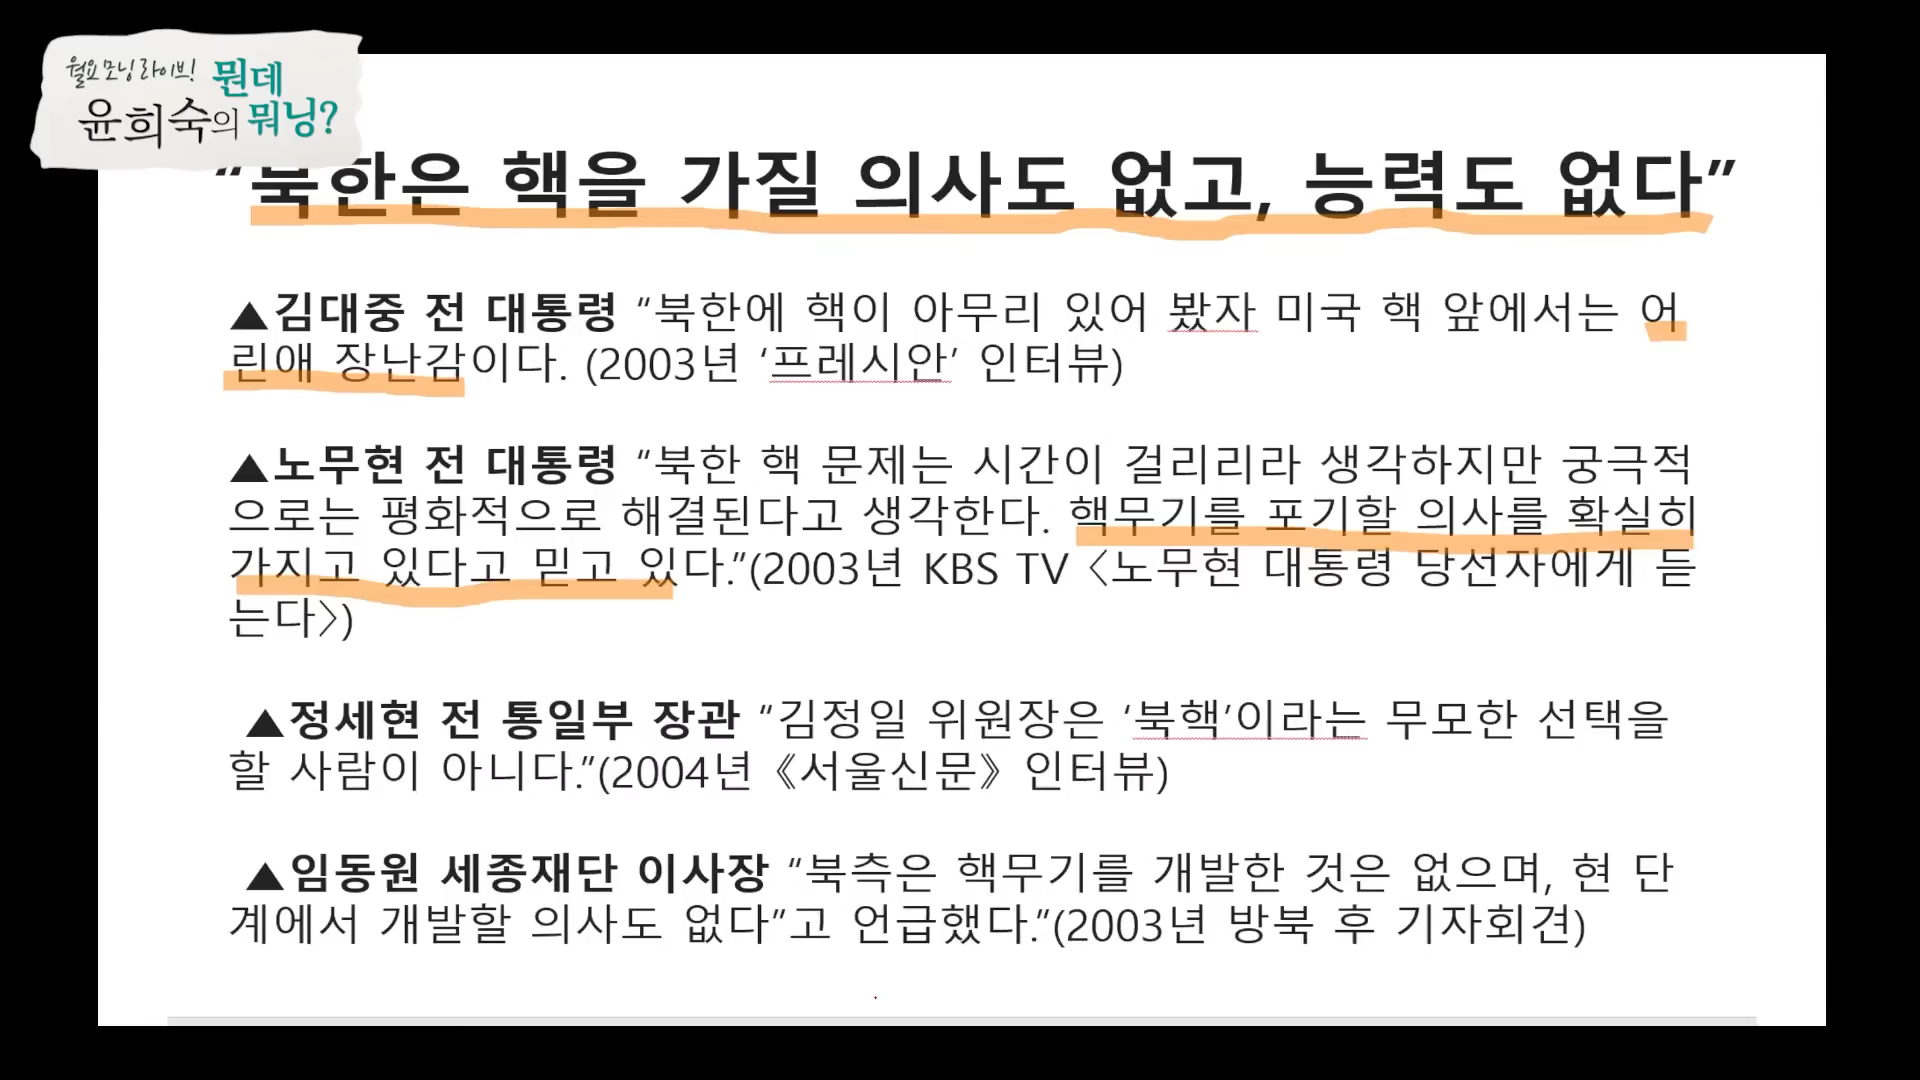 월요 모닝 라이브! 뭔데
윤희숙의 뭐닝?
“북한은 핵을 가질 의사도 없고, 능력도 없다”
▲김대중 전 대통령 “북한에 핵이 아무리 있어 봤자 미국 핵 앞에서는 어
린애 장난감이다. (2003년 ‘프레시안’ 인터뷰)
▲노무현 전 대통령 “북한 핵 문제는 시간이 걸리리라 생각하지만 궁극적
으로는 평화적으로 해결된다고 생각한다. 핵무기를 포기할 의사를 확실히
가지고 있다고 믿고 있다.”(2003년 KBS TV〈노무현 대통령 당선자에게 듣
는다〉)
▲정세현 전 통일부 장관 “김정일 위원장은 ‘북핵’이라는 무모한 선택을
할 사람이 아니다.”(2004년《서울신문》인터뷰)
▲임동원 세종재단 이사장 “북측은 핵무기를 개발한 것은 없으며, 현 단
계에서 개발할 의사도 없다”고 언급했다.”(2003년 방북 후 기자회견)